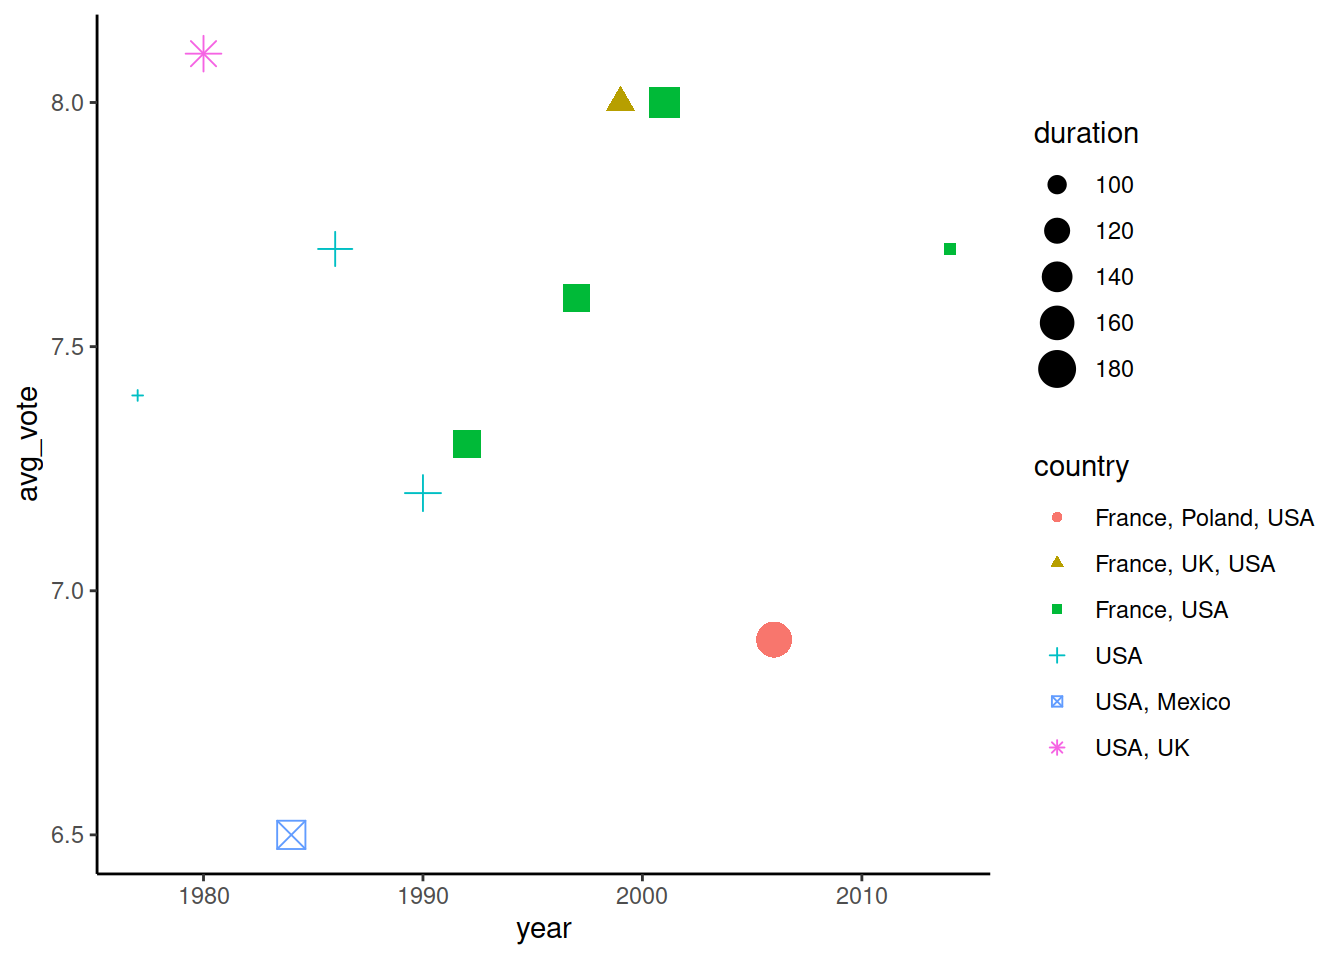 8.0
7.5
7.0
6.5
avg_vote
1980
1990
2000
2010
year
duration
100
120
140
160
180
country
France, Poland, USA
France, UK, USA
France, USA
USA
USA, Mexico
USA, UK